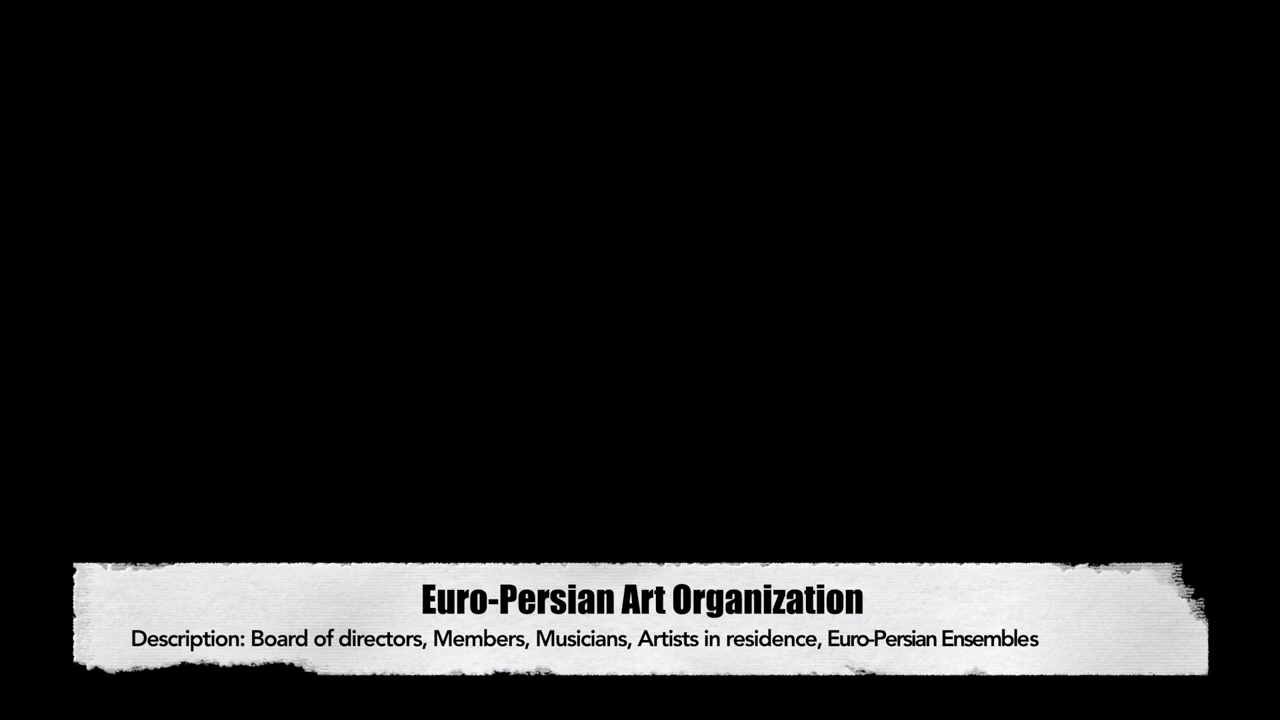 Euro-Persian Art Organization
Description: Board of directors, Members, Musicians, Artists in residence, Euro-Persian Ensembles